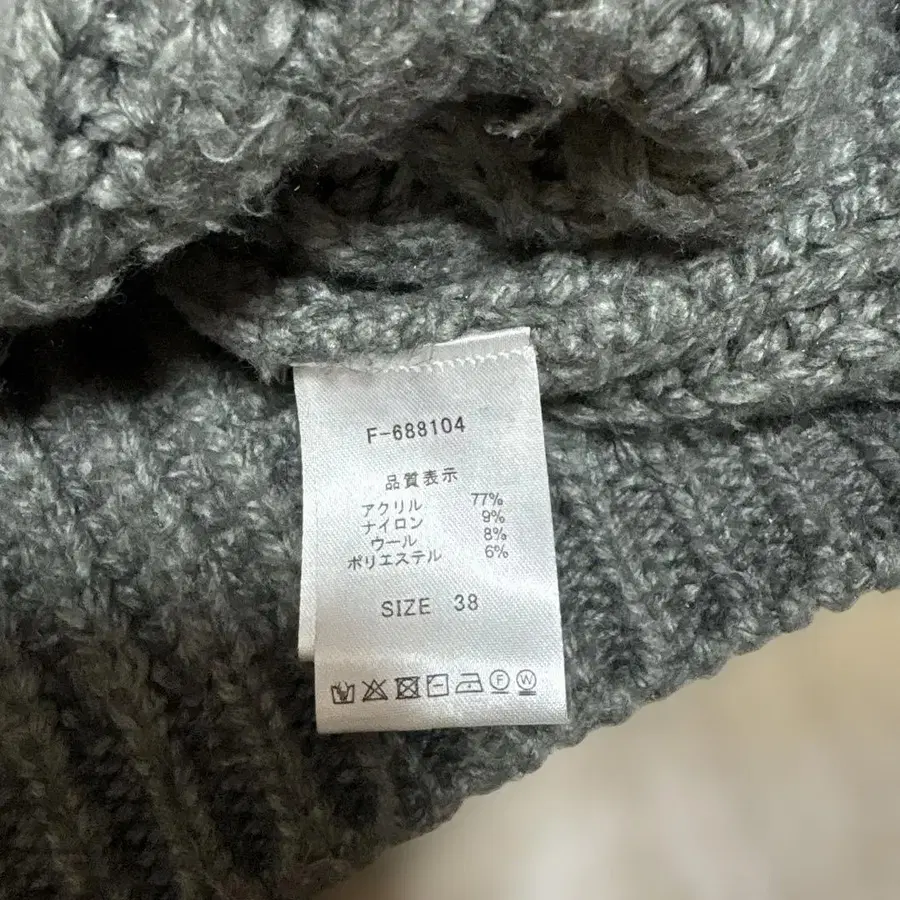 F-688104
品質表示
アクリル 77%
ナイロン 9%
ウール 8%
ポリエステル 6%
SIZE 38
F W